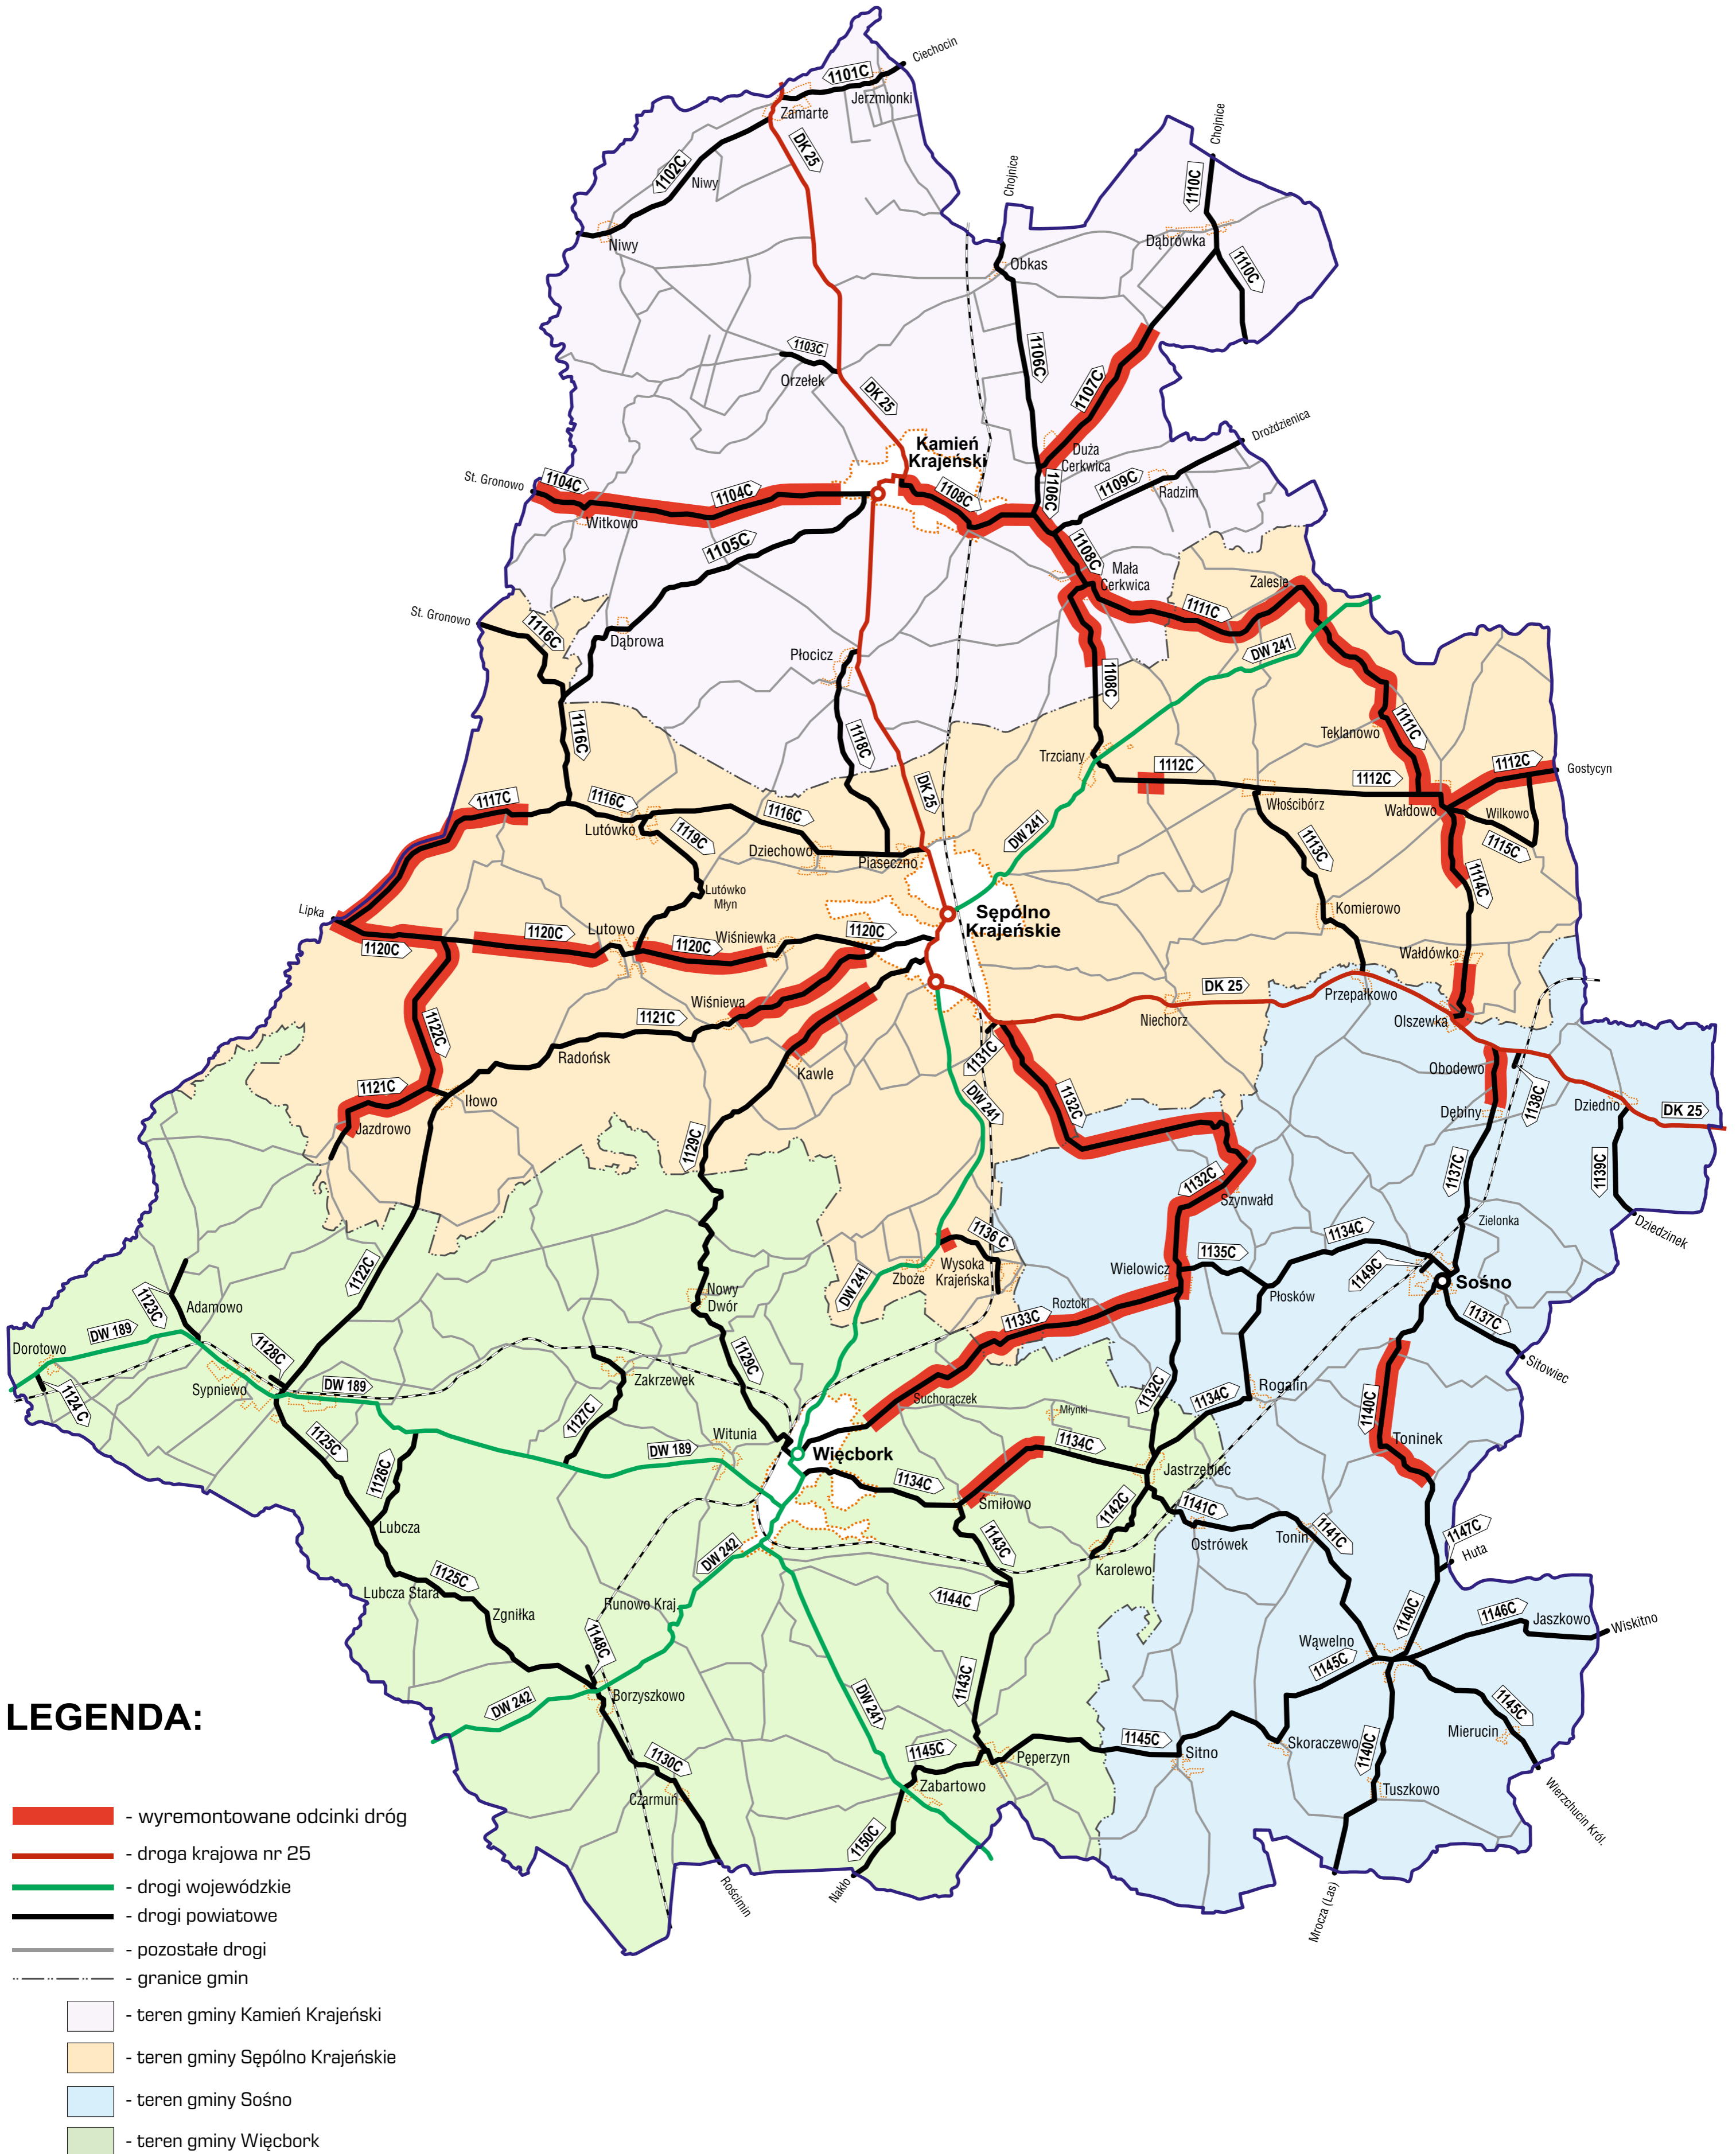 Ciechocin
1101C
Jerzmionki
Zamarte
DK 25
1102C
Niwy
Niwy
Chojnice
Chojnice
1110C
Dąbrówka
1110C
Obkas
1106C
1103C
Orzełek
DK 25
1107C
Kamień
Krajeński
Duża
Cerkwica
Drożdzienica
1109C
Radzim
St. Gronowo
1104C
1104C
Witkowo
1108C
1106C
1105C
1108C
Mała
Cerkwica
Zalesie
1111C
St. Gronowo
1116C
Dąbrowa
Płocicz
DW 241
1108C
1116C
1118C
Teklanowo
1111C
Trzciany
1112C
1112C
1112C
Gostycyn
DK 25
Włościbórz
Wałdowo
Wilkowo
1117C
1116C
1116C
Lutówko
1119C
Dziechowo
Piaseczno
DW 241
1113C
1115C
1114C
Lutówko
Młyn
Lipka
Sępólno
Krajeńskie
Komierowo
1120C
1120C
Lutowo
1120C
Wiśniewka
1120C
Wałdówko
DK 25
Przepałkowo
Niechorz
Olszewka
Wiśniewa
1121C
1122C
Radońsk
Kawle
1131C
Obodowo
1121C
Iłowo
DW 241
1132C
Dębiny
1138C
Dziedno
DK 25
Jazdrowo
1129C
1137C
1139C
1132C
Szynwałd
Zielonka
Dziedzinek
1136 C
1134C
1122C
Wysoka
Krajeńska
Zboże
Wielowicz
1135C
1149C
Sośno
Nowy
Dwór
DW 241
Płosków
1123C
Adamowo
Roztoki
1133C
1137C
DW 189
Dorotowo
1128C
1129C
Sitowiec
Sypniewo
DW 189
Zakrzewek
Suchorączek
1132C
Rogalin
1124 C
1134C
1140C
Młynki
1127C
1125C
Witunia
DW 189
Więcbork
1134C
Toninek
1126C
1134C
Jastrzębiec
Śmiłowo
1142C
1141C
Lubcza
Ostrówek
Tonin
1141C
1147C
Huta
1143C
DW 242
Karolewo
1125C
Lubcza Stara
1144C
Runowo Kraj.
Zgniłka
1140C
1146C
Jaszkowo
Wiskitno
1148C
Wąwelno
1145C
1143C
Borzyszkowo
DW 242
DW 241
1145C
Mierucin
1130C
1145C
Pęperzyn
1145C
Sitno
Skoraczewo
1140C
Czarmuń
Zabartowo
Tuszkowo
Wierzchucin Król.
1150C
Rościmin
Nakło
Mrocza (Las)
LEGENDA:
- wyremontowane odcinki dróg
- droga krajowa nr 25
- drogi wojewódzkie
- drogi powiatowe
- pozostałe drogi
- granice gmin
- teren gminy Kamień Krajeński
- teren gminy Sępólno Krajeńskie
- teren gminy Sośno
- teren gminy Więcbork